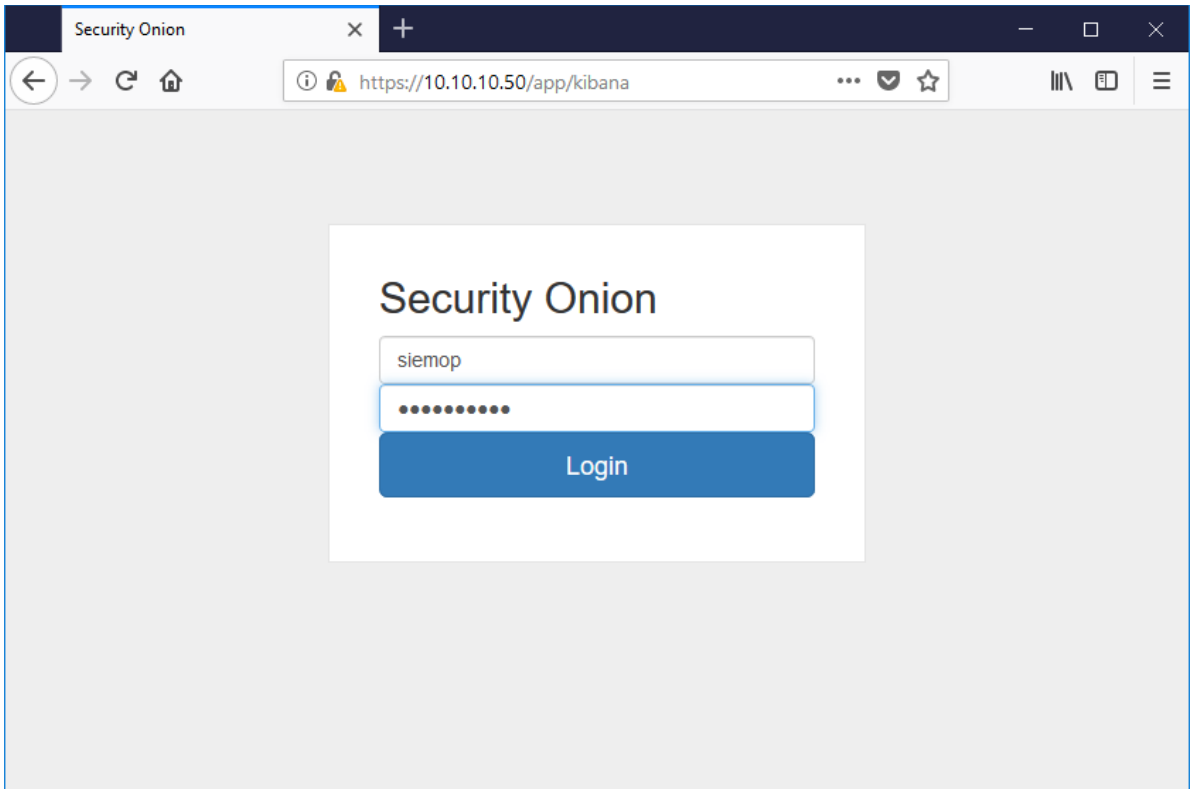 Security Onion
https://10.10.10.50/app/kibana
Security Onion
siemop
••••••••••
Login